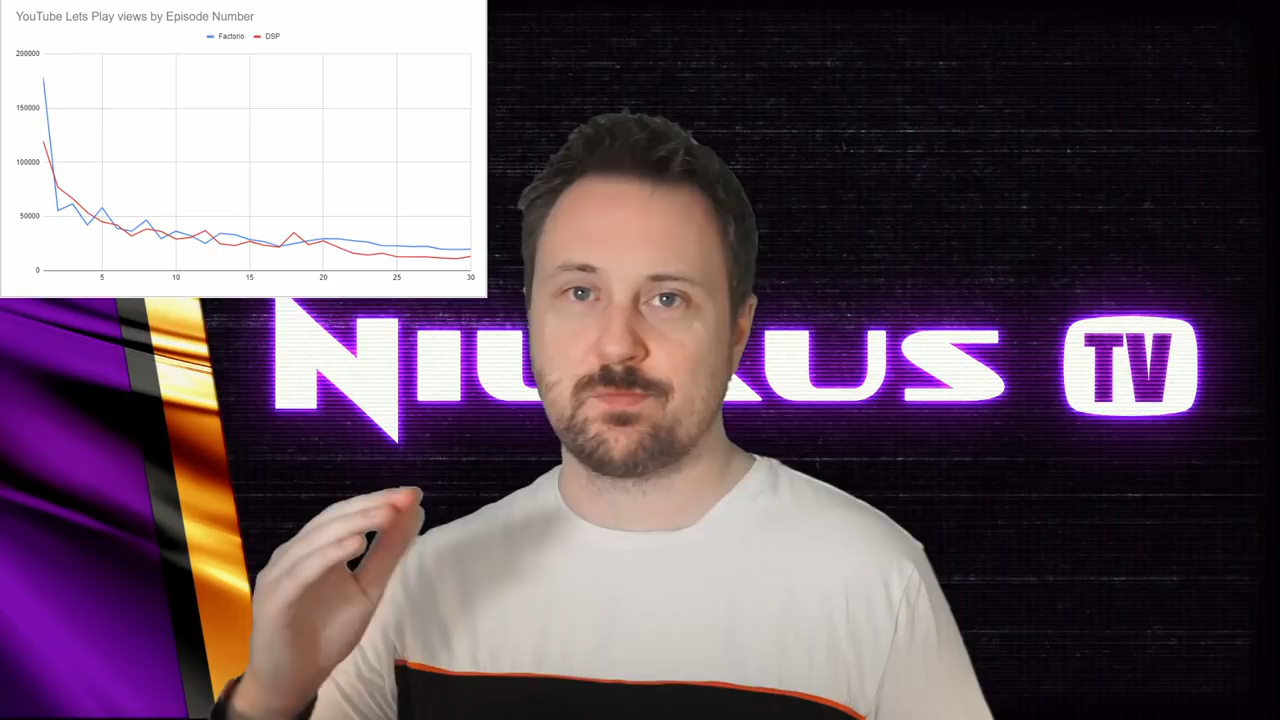 YouTube Lets Play views by Episode Number
Factorio DSP
200000
150000
100000
50000
0
5 10 15 20 25 30
TV